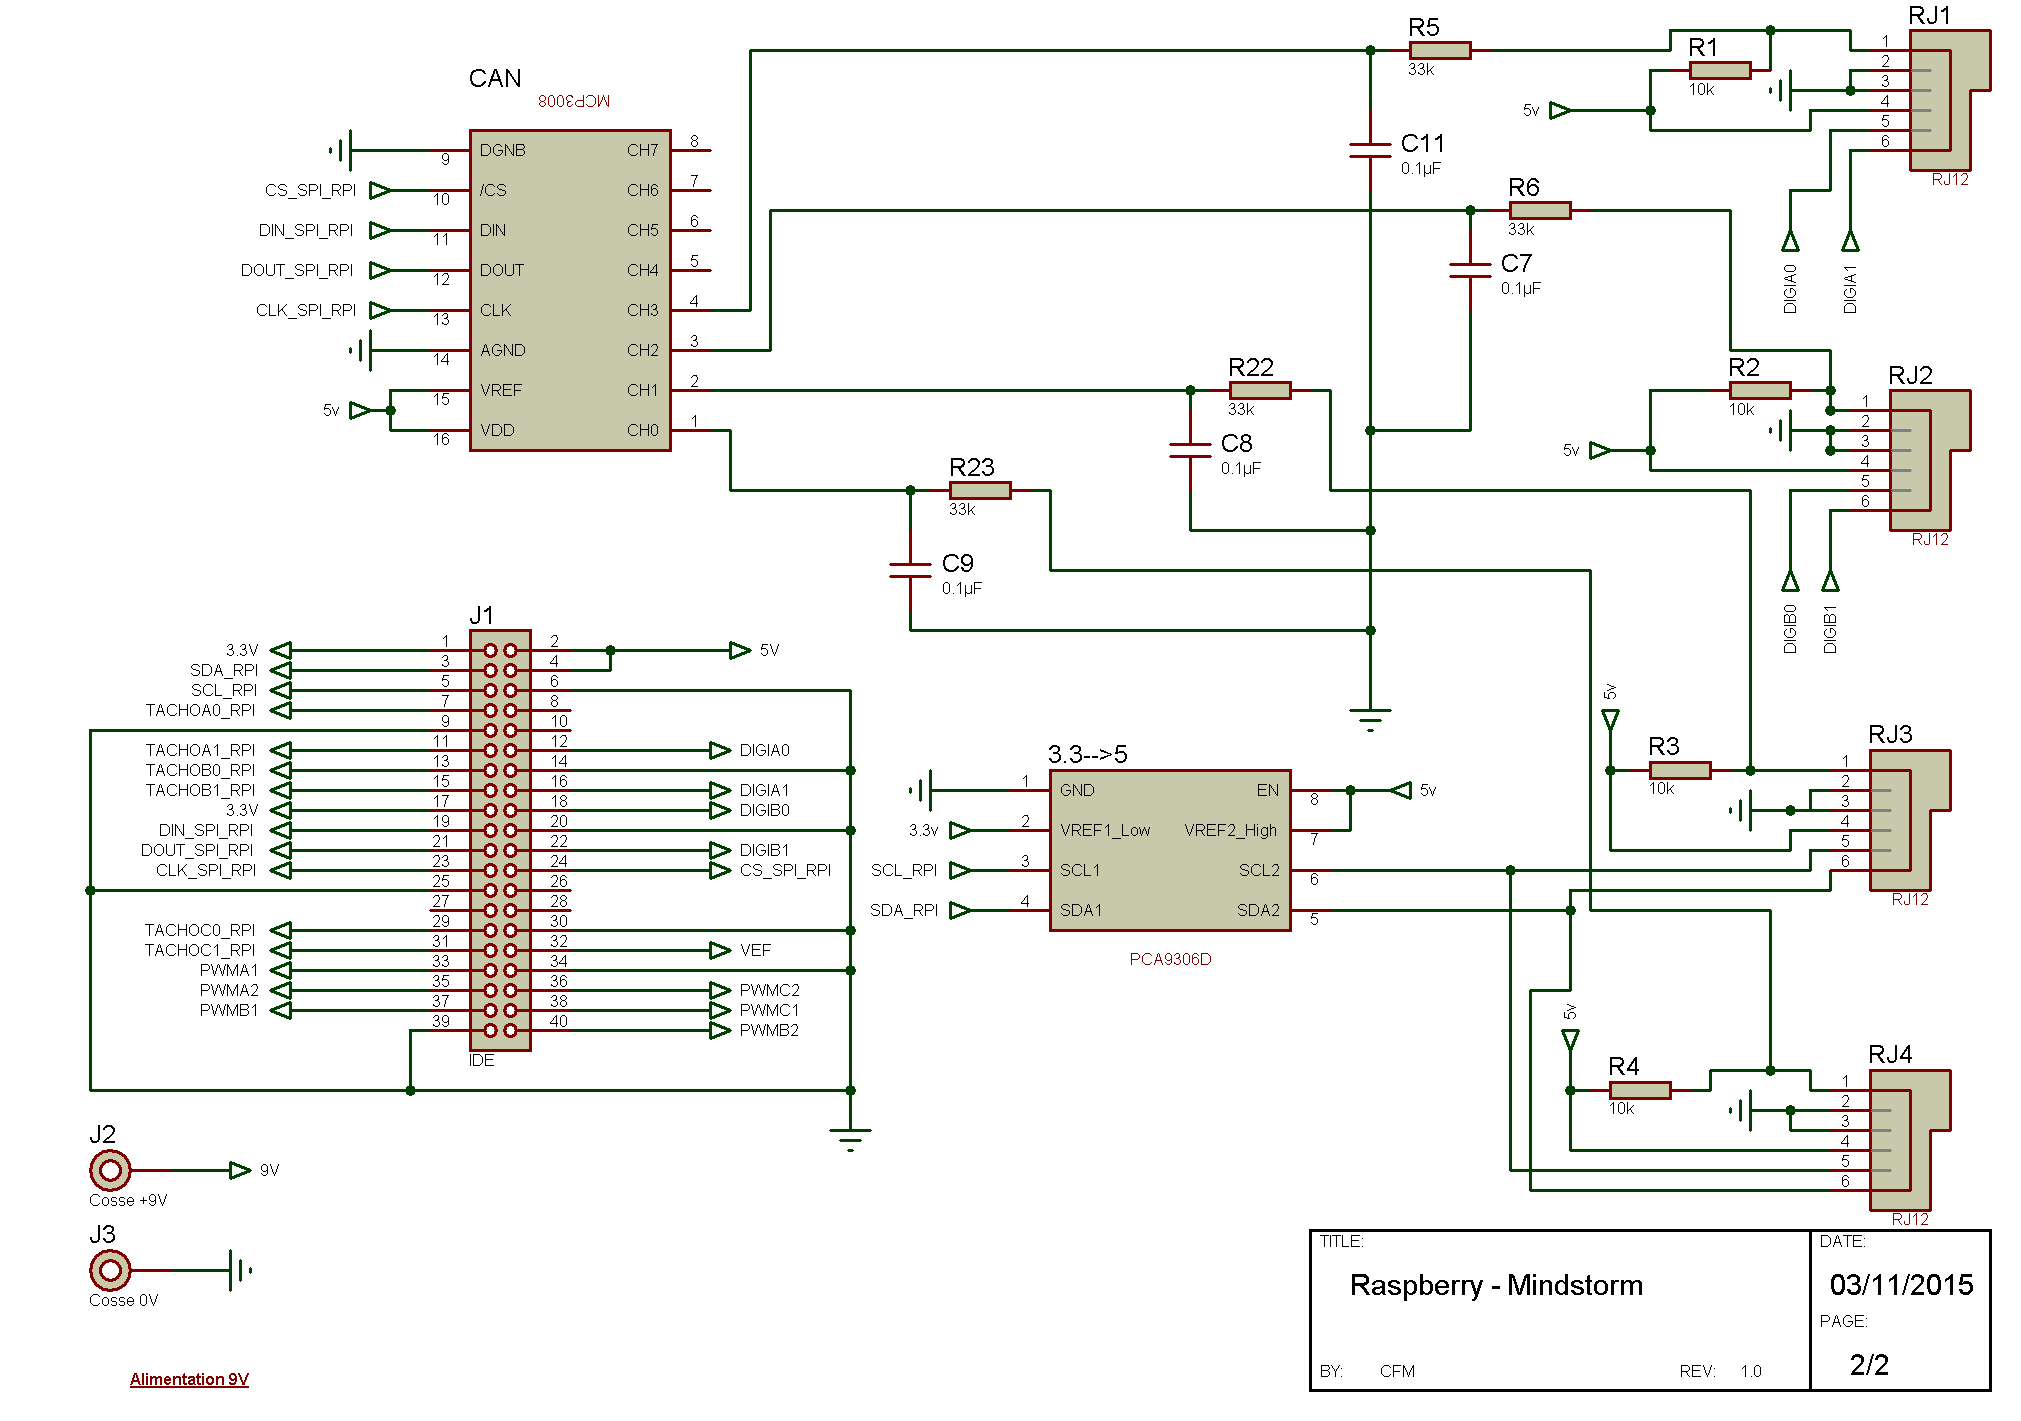 CAN
MCP3008
DGNB
/CS
DIN
DOUT
CLK
AGND
VREF
VDD
CH7
CH6
CH5
CH4
CH3
CH2
CH1
CH0
9
10
11
12
13
14
15
16
8
7
6
5
4
3
2
1
CS_SPI_RPI
DIN_SPI_RPI
DOUT_SPI_RPI
CLK_SPI_RPI
5v
R5
33k
C11
0.1µF
R6
33k
C7
0.1µF
R22
33k
C8
0.1µF
R23
33k
C9
0.1µF
RJ1
R1
10k
5v
1
2
3
4
5
6
RJ12
DIGIA0
DIGIA1
RJ2
R2
10k
5v
1
2
3
4
5
6
RJ12
DIGIB0
DIGIB1
J1
3.3V
SDA_RPI
SCL_RPI
TACHOA0_RPI
TACHOA1_RPI
TACHOB0_RPI
TACHOB1_RPI
3.3V
DIN_SPI_RPI
DOUT_SPI_RPI
CLK_SPI_RPI
TACHOC0_RPI
TACHOC1_RPI
PWMA1
PWMA2
PWMB1
1
3
5
7
9
11
13
15
17
19
21
23
25
27
29
31
33
35
37
39
2
4
6
8
10
12
14
16
18
20
22
24
26
28
30
32
34
36
38
40
5V
DIGIA0
DIGIA1
DIGIB0
DIGIB1
CS_SPI_RPI
VEF
PWMC2
PWMC1
PWMB2
IDE
3.3-->5
GND
VREF1_Low
SCL1
SDA1
EN
VREF2_High
SCL2
SDA2
1
2
3
4
8
7
6
5
3.3v
SCL_RPI
SDA_RPI
5v
PCA9306D
RJ3
5v
R3
10k
1
2
3
4
5
6
RJ12
RJ4
5v
R4
10k
1
2
3
4
5
6
RJ12
J2
9V
Cosse +9V
J3
Cosse 0V
Alimentation 9V
TITLE:
Raspberry - Mindstorm
DATE:
03/11/2015
PAGE:
2/2
BY:
CFM
REV:
1.0